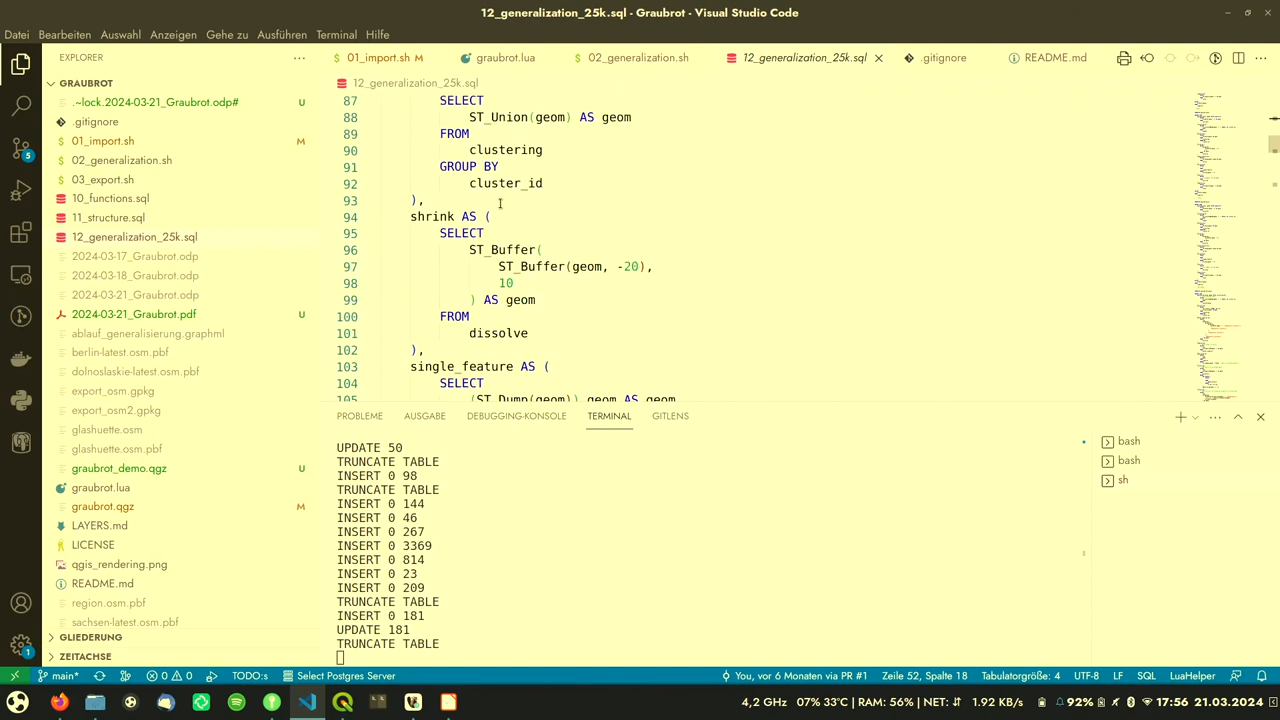 12_generalization_25k.sql - Graubrot - Visual Studio Code
Datei Bearbeiten Auswahl Anzeigen Gehe zu Ausführen Terminal Hilfe
EXPLORER
01_import.sh M graubrot.lua 02_generalization.sh 12_generalization_25k.sql .gitignore README.md
GRAUBROT
.~lock.2024-03-21_Graubrot.odp# U
.gitignore
01_import.sh M
02_generalization.sh
03_export.sh
10_functions.sql
11_structure.sql
12_generalization_25k.sql
2024-03-17_Graubrot.odp
2024-03-18_Graubrot.odp
2024-03-21_Graubrot.odp
2024-03-21_Graubrot.pdf U
ablauf_generalisierung.graphml
berlin-latest.osm.pbf
dolnoslaskie-latest.osm.pbf
export_osm.gpkg
export_osm2.gpkg
glashuette.osm
glashuette.osm.pbf
graubrot_demo.qgz U
graubrot.lua
graubrot.qgz M
LAYERS.md
LICENSE
qgis_rendering.png
README.md
region.osm.pbf
sachsen-latest.osm.pbf
GLIEDERUNG
ZEITACHSE
5
1
12_generalization_25k.sql
87 SELECT
88 ST_Union(geom) AS geom
89 FROM
90 clustering
91 GROUP BY
92 cluster_id
93 ),
94 shrink AS (
95 SELECT
96 ST_Buffer(
97 ST_Buffer(geom, -20),
98 10
99 ) AS geom
100 FROM
101 dissolve
102 ),
103 single_feature AS (
104 SELECT
105 (ST_Dump(geom)).geom AS geom
PROBLEME AUSGABE DEBUGGING-KONSOLE TERMINAL GITLENS
UPDATE 50
TRUNCATE TABLE
INSERT 0 98
TRUNCATE TABLE
INSERT 0 144
INSERT 0 46
INSERT 0 267
INSERT 0 3369
INSERT 0 814
INSERT 0 23
INSERT 0 209
TRUNCATE TABLE
INSERT 0 181
UPDATE 181
TRUNCATE TABLE
bash
bash
sh
main* 0 0 TODO:s Select Postgres Server You, vor 6 Monaten via PR #1 Zeile 52, Spalte 18 Tabulatorgröße: 4 UTF-8 LF SQL LuaHelper
4,2 GHz 07% 33°C | RAM: 56% | NET: 1.92 KB/s 92% 17:56 21.03.2024